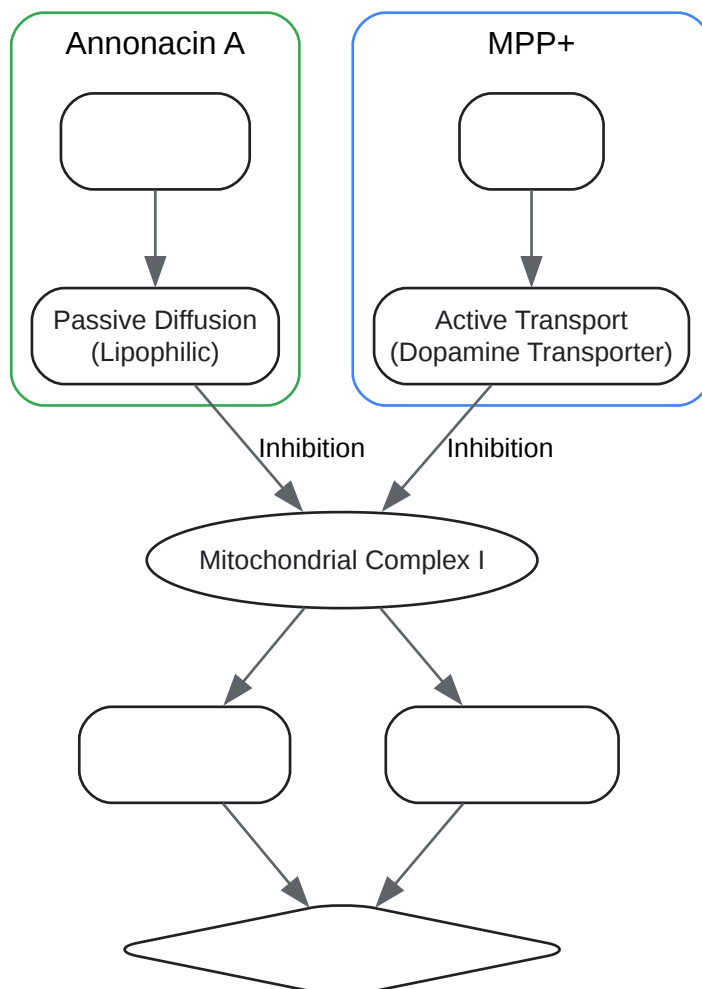 Annonacin A
MPP+
Passive Diffusion
(Lipophilic)
Active Transport
(Dopamine Transporter)
Inhibition
Inhibition
Mitochondrial Complex I